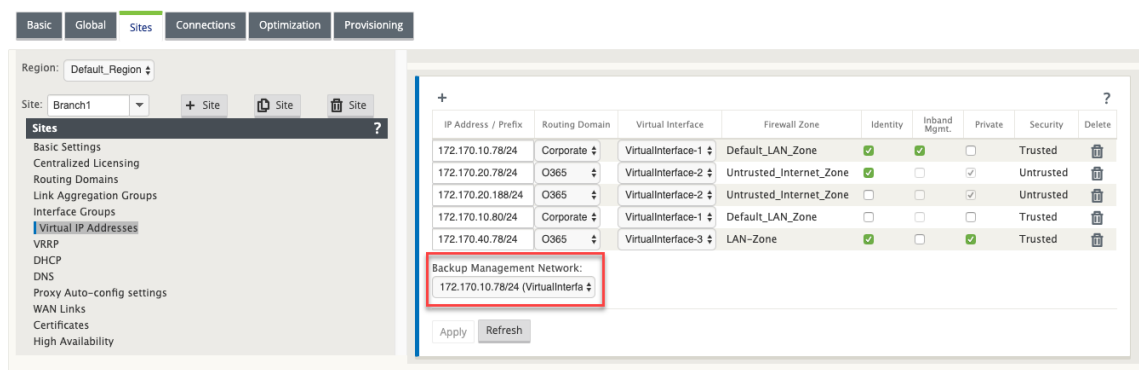 Basic Global Sites Connections Optimization Provisioning
Region: Default_Region
Site: Branch1 + Site Site Site
Sites ?
Basic Settings
Centralized Licensing
Routing Domains
Link Aggregation Groups
Interface Groups
Virtual IP Addresses
VRRP
DHCP
DNS
Proxy Auto-config settings
WAN Links
Certificates
High Availability
+ ?
IP Address / Prefix Routing Domain Virtual Interface Firewall Zone Identity Inband Mgmt. Private Security Delete
172.170.10.78/24 Corporate VirtualInterface-1 Default_LAN_Zone Trusted
172.170.20.78/24 O365 VirtualInterface-2 Untrusted_Internet_Zone Untrusted
172.170.20.188/24 O365 VirtualInterface-2 Untrusted_Internet_Zone Untrusted
172.170.10.80/24 Corporate VirtualInterface-1 Default_LAN_Zone Trusted
172.170.40.78/24 O365 VirtualInterface-3 LAN-Zone Trusted
Backup Management Network:
172.170.10.78/24 (VirtualInterfa
Apply Refresh